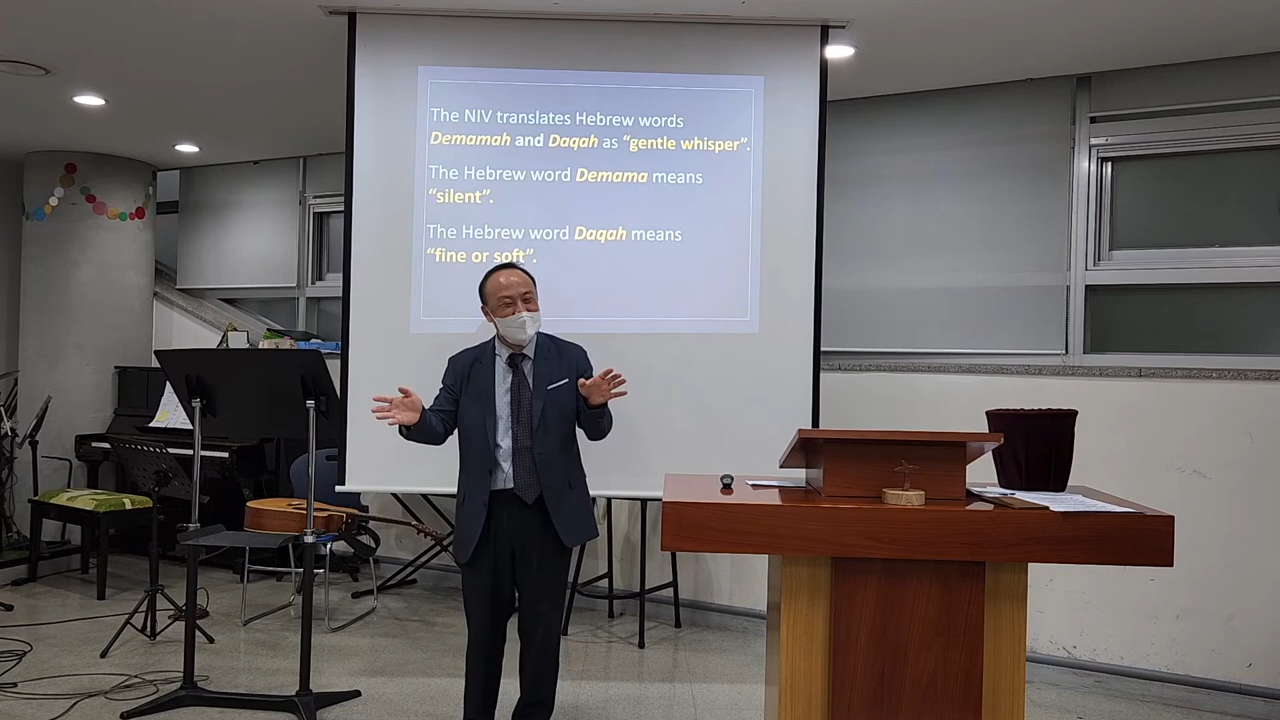 The NIV translates Hebrew words
Demamah and Daqah as “gentle whisper”.
The Hebrew word Demama means
“silent”.
The Hebrew word Daqah means
“fine or soft”.